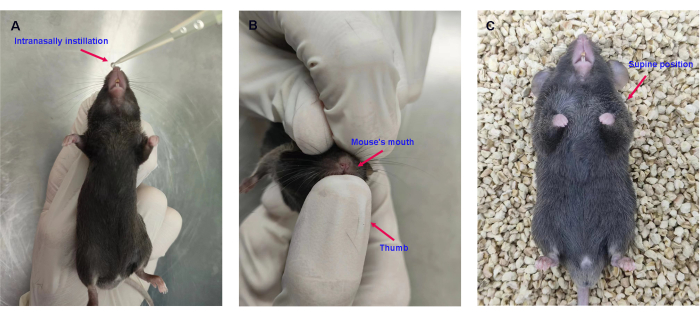 A
Intranasally instillation
B
Mouse's mouth
Thumb
C
Supine position